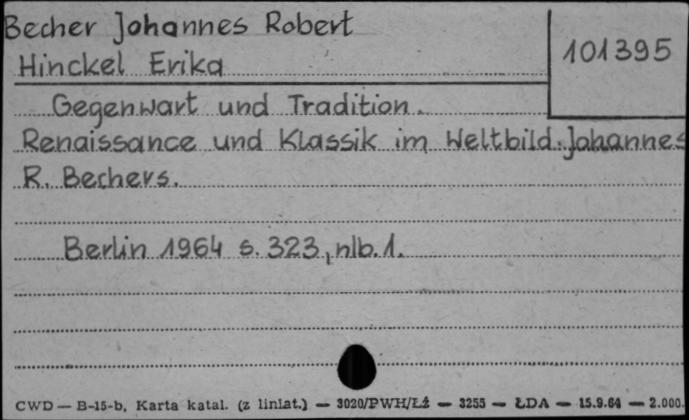 Becher Johannes Robert
101395
Hinckel Erika
Gegenwart und Tradition.
Renaissance und Klassik im Weltbild Johannes
R. Bechers.
Berlin 1964 s. 323, nlb. 1.
CWD — B-15-b, Karta katal. (z liniat.) — 3020/PWH/ŁŻ — 3255 — ŁDA — 15.9.64 — 2.000.